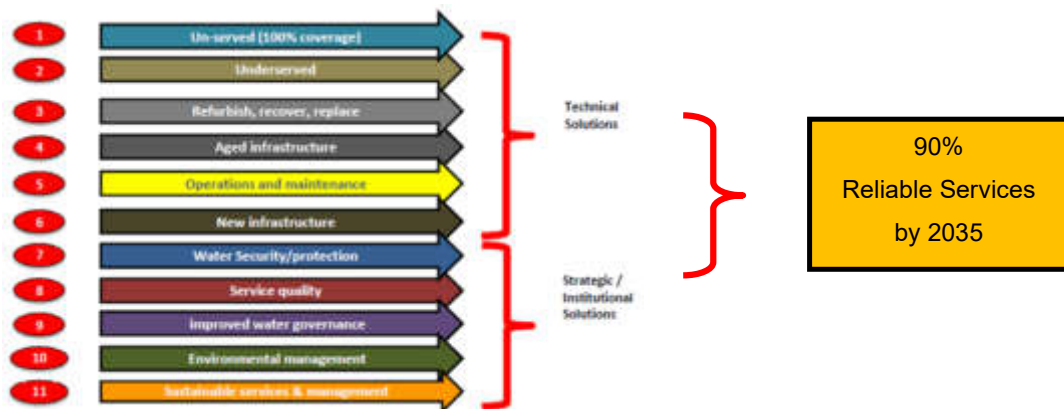 1
Un-served (100% coverage)
2
Underserved
3
Refurbish, recover, replace
4
Aged infrastructure
5
Operations and maintenance
6
New infrastructure
7
Water Security/protection
8
Service quality
9
improved water governance
10
Environmental management
11
Sustainable services & management
Technical
Solutions
Strategic /
Institutional
Solutions
90%
Reliable Services
by 2035